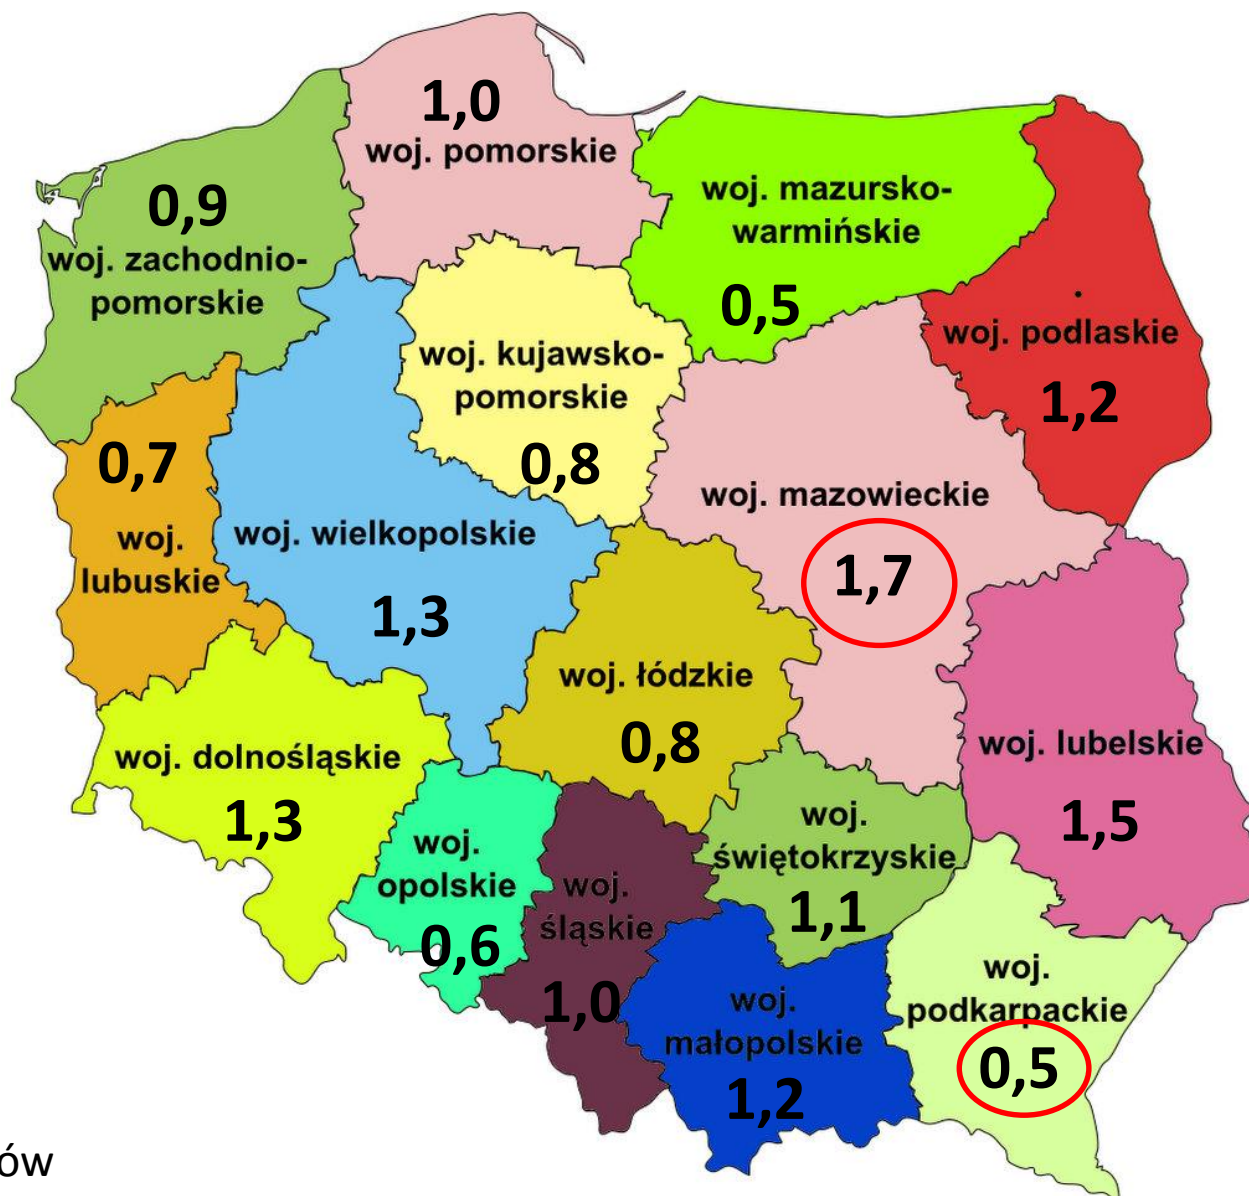 1,0
woj. pomorskie
0,9
woj. zachodnio-
pomorskie
woj. mazursko-
warmińskie
0,5
.
woj. podlaskie
1,2
woj. kujawsko-
pomorskie
0,8
0,7
woj.
lubuskie
woj. wielkopolskie
1,3
woj. mazowieckie
1,7
woj. łódzkie
0,8
woj. dolnośląskie
1,3
woj. lubelskie
1,5
woj.
opolskie
0,6
woj.
śląskie
1,0
woj.
świętokrzyskie
1,1
woj.
małopolskie
1,2
woj.
podkarpackie
0,5
ów